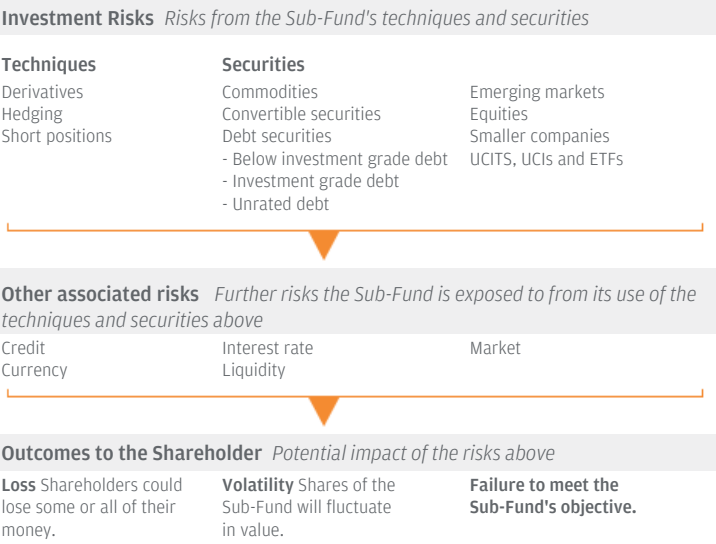 Investment Risks Risks from the Sub-Fund's techniques and securities
Techniques
Derivatives
Hedging
Short positions
Securities
Commodities
Convertible securities
Debt securities
- Below investment grade debt
- Investment grade debt
- Unrated debt
Emerging markets
Equities
Smaller companies
UCITS, UCIs and ETFs
Other associated risks Further risks the Sub-Fund is exposed to from its use of the
techniques and securities above
Credit
Currency
Interest rate
Liquidity
Market
Outcomes to the Shareholder Potential impact of the risks above
Loss Shareholders could
lose some or all of their
money.
Volatility Shares of the
Sub-Fund will fluctuate
in value.
Failure to meet the
Sub-Fund's objective.